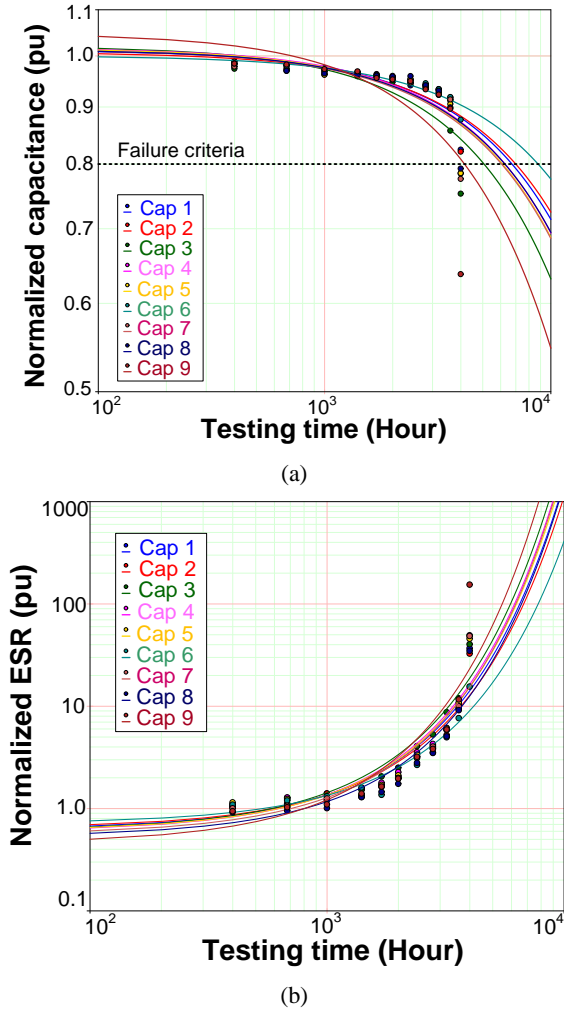 Normalized capacitance (pu)
1.0
0.9
0.8
0.7
0.6
0.5
Failure criteria
Cap 1
Cap 2
Cap 3
Cap 4
Cap 5
Cap 6
Cap 7
Cap 8
Cap 9
10² 10³ 10⁴
Testing time (Hour)
(a)
Normalized ESR (pu)
1000
100
10
1.0
0.1
Cap 1
Cap 2
Cap 3
Cap 4
Cap 5
Cap 6
Cap 7
Cap 8
Cap 9
10² 10³ 10⁴
Testing time (Hour)
(b)